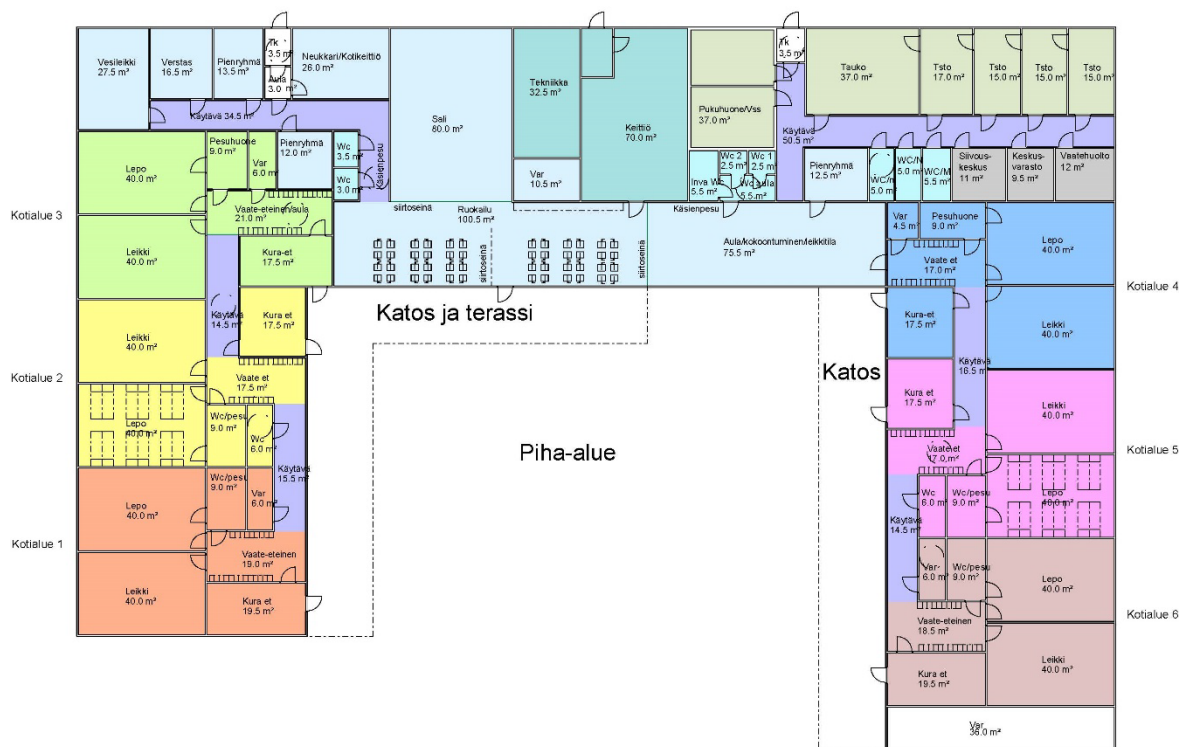 Vesileikki
27.5 m²
Verstas
16.5 m²
Pienryhmä
13.5 m²
Tk
3.5 m²
Aula
3.0 m²
Neukkari/Kotikeittiö
26.0 m²
Käytävä 34.5 m²
Sali
80.0 m²
Tekniikka
32.5 m²
Keittiö
70.0 m²
Var
10.5 m²
Pukuhuone/Vss
37.0 m²
Tk
3,5 m²
Tauko
37.0 m²
Tsto
17.0 m²
Tsto
15.0 m²
Tsto
15.0 m²
Tsto
15.0 m²
Käytävä
50.5 m²
Lepo
40.0 m²
Pesuhuone
9.0 m²
Var
6.0 m²
Pienryhmä
12.0 m²
Wc
3.5 m²
Wc
3.0 m²
Käsienpesu
Inva Wc
5.5 m²
Wc 2
2.5 m²
Wc 1
2.5 m²
Wc aula
5.5 m²
Pienryhmä
12.5 m²
5.0 m²
WC/N
5.0 m²
WC/M
5.5 m²
Siivous-
keskus
11 m²
Keskus-
varasto
9.5 m²
Vaatehuolto
12 m²
Kotialue 3
Vaate-eteinen/aula
21.0 m²
siirtoseinä
Ruokailu
100.5 m²
Käsienpesu
siirtoseinä
siirtoseinä
Aula/kokoontuminen/leikkitila
75.5 m²
Var
4.5 m²
Pesuhuone
9.0 m²
Lepo
40.0 m²
Leikki
40.0 m²
Kura-et
17.5 m²
Vaate et
17.0 m²
Kotialue 4
Leikki
40.0 m²
Käytävä
14.5 m²
Kura et
17.5 m²
Katos ja terassi
Kura-et
17.5 m²
Käytävä
16.5 m²
Leikki
40.0 m²
Kotialue 2
Vaate et
17.5 m²
Katos
Kura et
17.5 m²
Leikki
40.0 m²
Lepo
40.0 m²
Wc/pesu
9.0 m²
Wc
6.0 m²
Piha-alue
Vaate et
17.0 m²
Kotialue 5
Käytävä
15.5 m²
Lepo
40.0 m²
Wc/pesu
9.0 m²
Var
6.0 m²
Wc
6.0 m²
Wc/pesu
9.0 m²
Lepo
40.0 m²
Käytävä
14.5 m²
Kotialue 1
Vaate-eteinen
19.0 m²
Var
6.0 m²
Wc/pesu
9.0 m²
Lepo
40.0 m²
Leikki
40.0 m²
Kura et
19.5 m²
Vaate-eteinen
18.5 m²
Kotialue 6
Kura et
19.5 m²
Leikki
40.0 m²
Var
36.0 m²